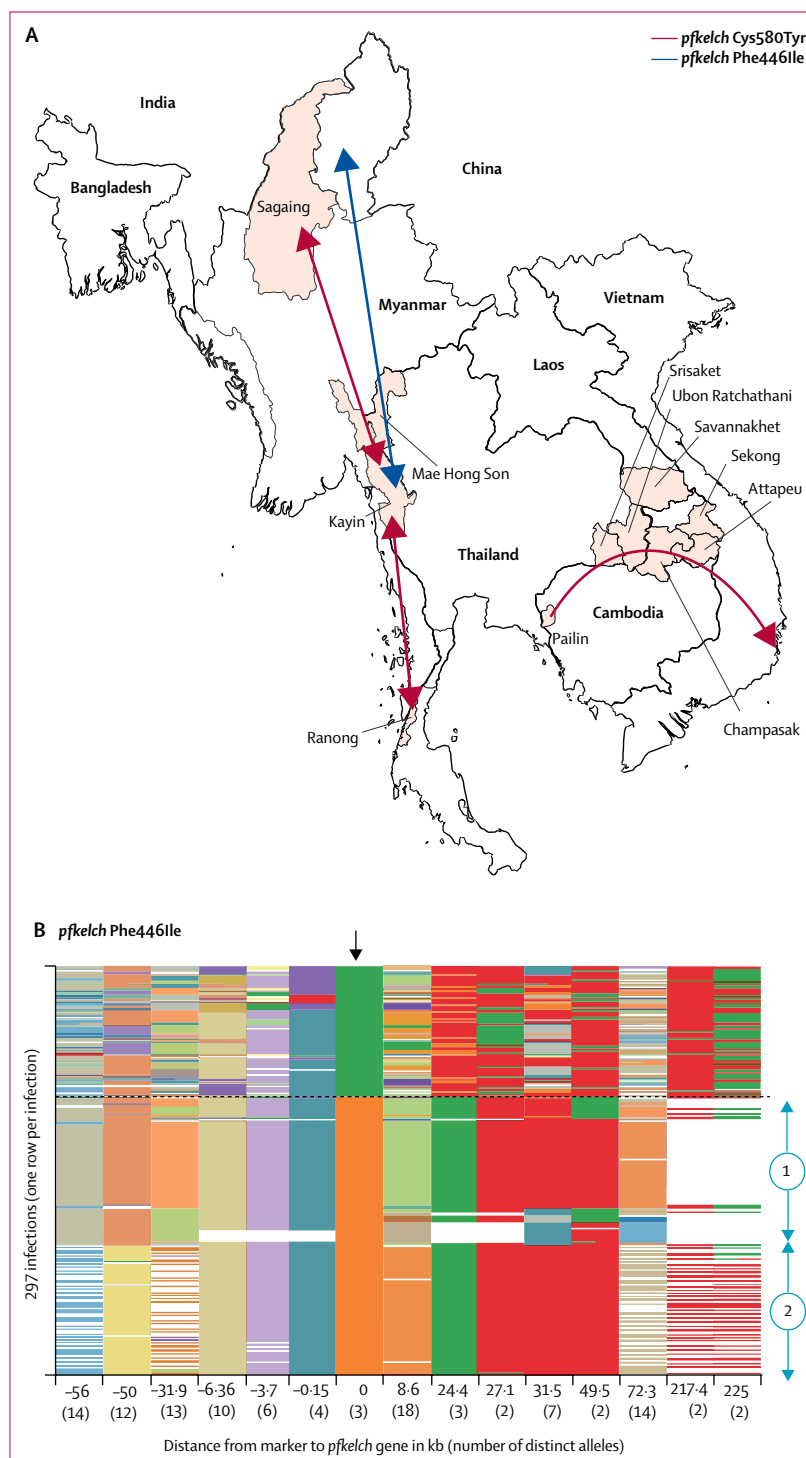 A
pfkelch Cys580Tyr
pfkelch Phe446Ile
India
China
Bangladesh
Sagaing
Vietnam
Myanmar
Laos
Srisaket
Ubon Ratchathani
Savannakhet
Sekong
Mae Hong Son
Attapeu
Kayin
Thailand
Cambodia
Pailin
Ranong
Champasak
B pfkelch Phe446Ile
297 infections (one row per infection)
1
2
–56 –50 –31·9 –6·36 –3·7 –0·15 0 8·6 24·4 27·1 31·5 49·5 72·3 217·4 225
(14) (12) (13) (10) (6) (4) (3) (18) (3) (2) (7) (2) (14) (2) (2)
Distance from marker to pfkelch gene in kb (number of distinct alleles)